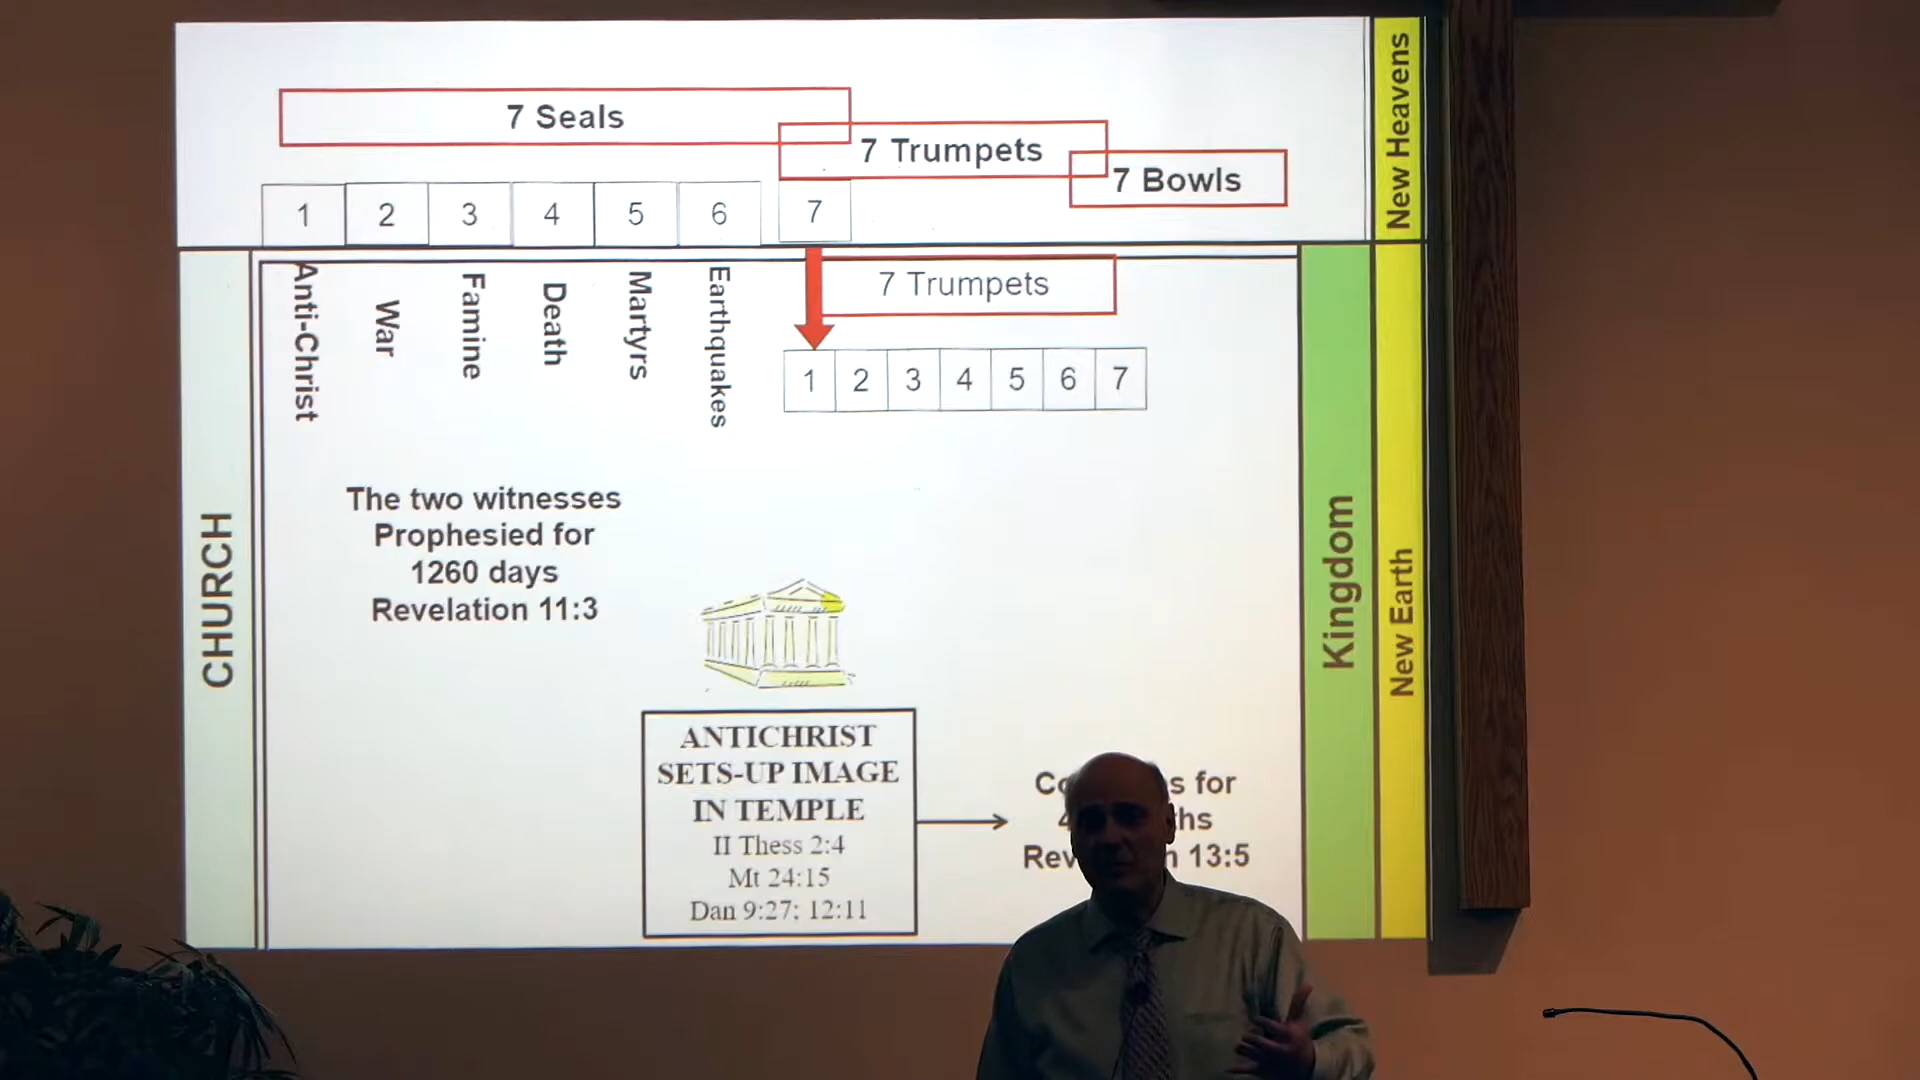 7 Seals
7 Trumpets
7 Bowls
1 2 3 4 5 6 7
New Heavens
Anti-Christ
War
Famine
Death
Martyrs
Earthquakes
7 Trumpets
1 2 3 4 5 6 7
CHURCH
The two witnesses
Prophesied for
1260 days
Revelation 11:3
Kingdom
New Earth
ANTICHRIST
SETS-UP IMAGE
IN TEMPLE
II Thess 2:4
Mt 24:15
Dan 9:27; 12:11
for
13:5